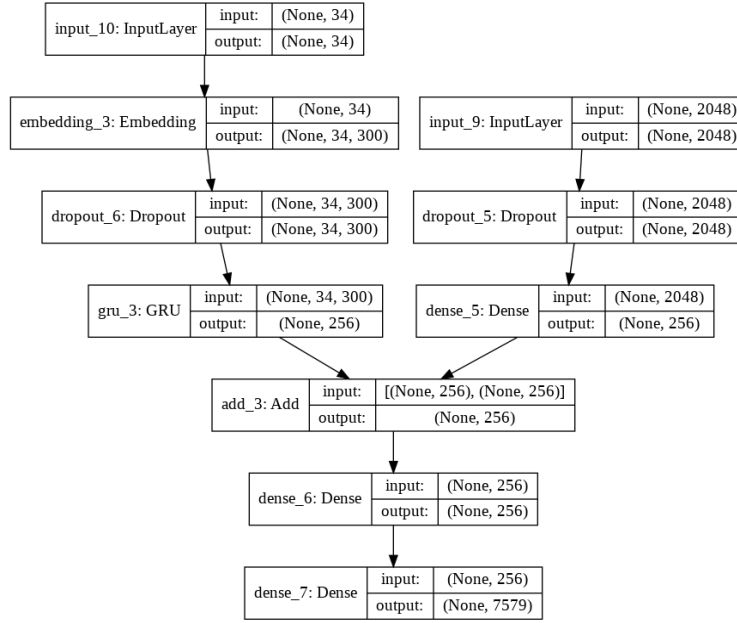 input_10: InputLayer
input: (None, 34)
output: (None, 34)
embedding_3: Embedding
input: (None, 34)
output: (None, 34, 300)
input_9: InputLayer
input: (None, 2048)
output: (None, 2048)
dropout_6: Dropout
input: (None, 34, 300)
output: (None, 34, 300)
dropout_5: Dropout
input: (None, 2048)
output: (None, 2048)
gru_3: GRU
input: (None, 34, 300)
output: (None, 256)
dense_5: Dense
input: (None, 2048)
output: (None, 256)
add_3: Add
input: [(None, 256), (None, 256)]
output: (None, 256)
dense_6: Dense
input: (None, 256)
output: (None, 256)
dense_7: Dense
input: (None, 256)
output: (None, 7579)